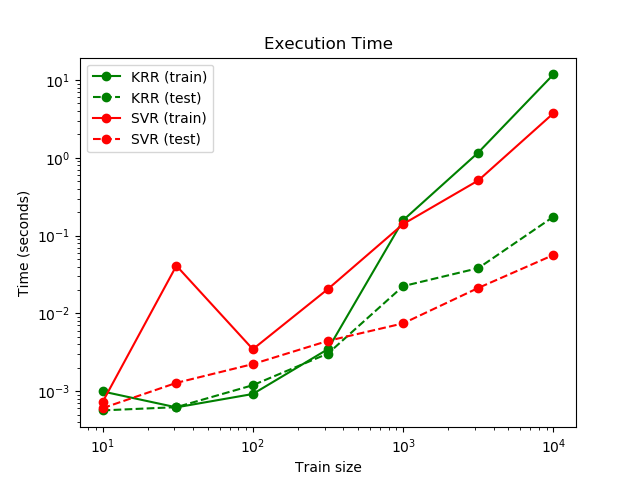 Execution Time
KRR (train)
KRR (test)
SVR (train)
SVR (test)
Time (seconds)
10¹
10⁰
10⁻¹
10⁻²
10⁻³
10¹ 10² 10³ 10⁴
Train size